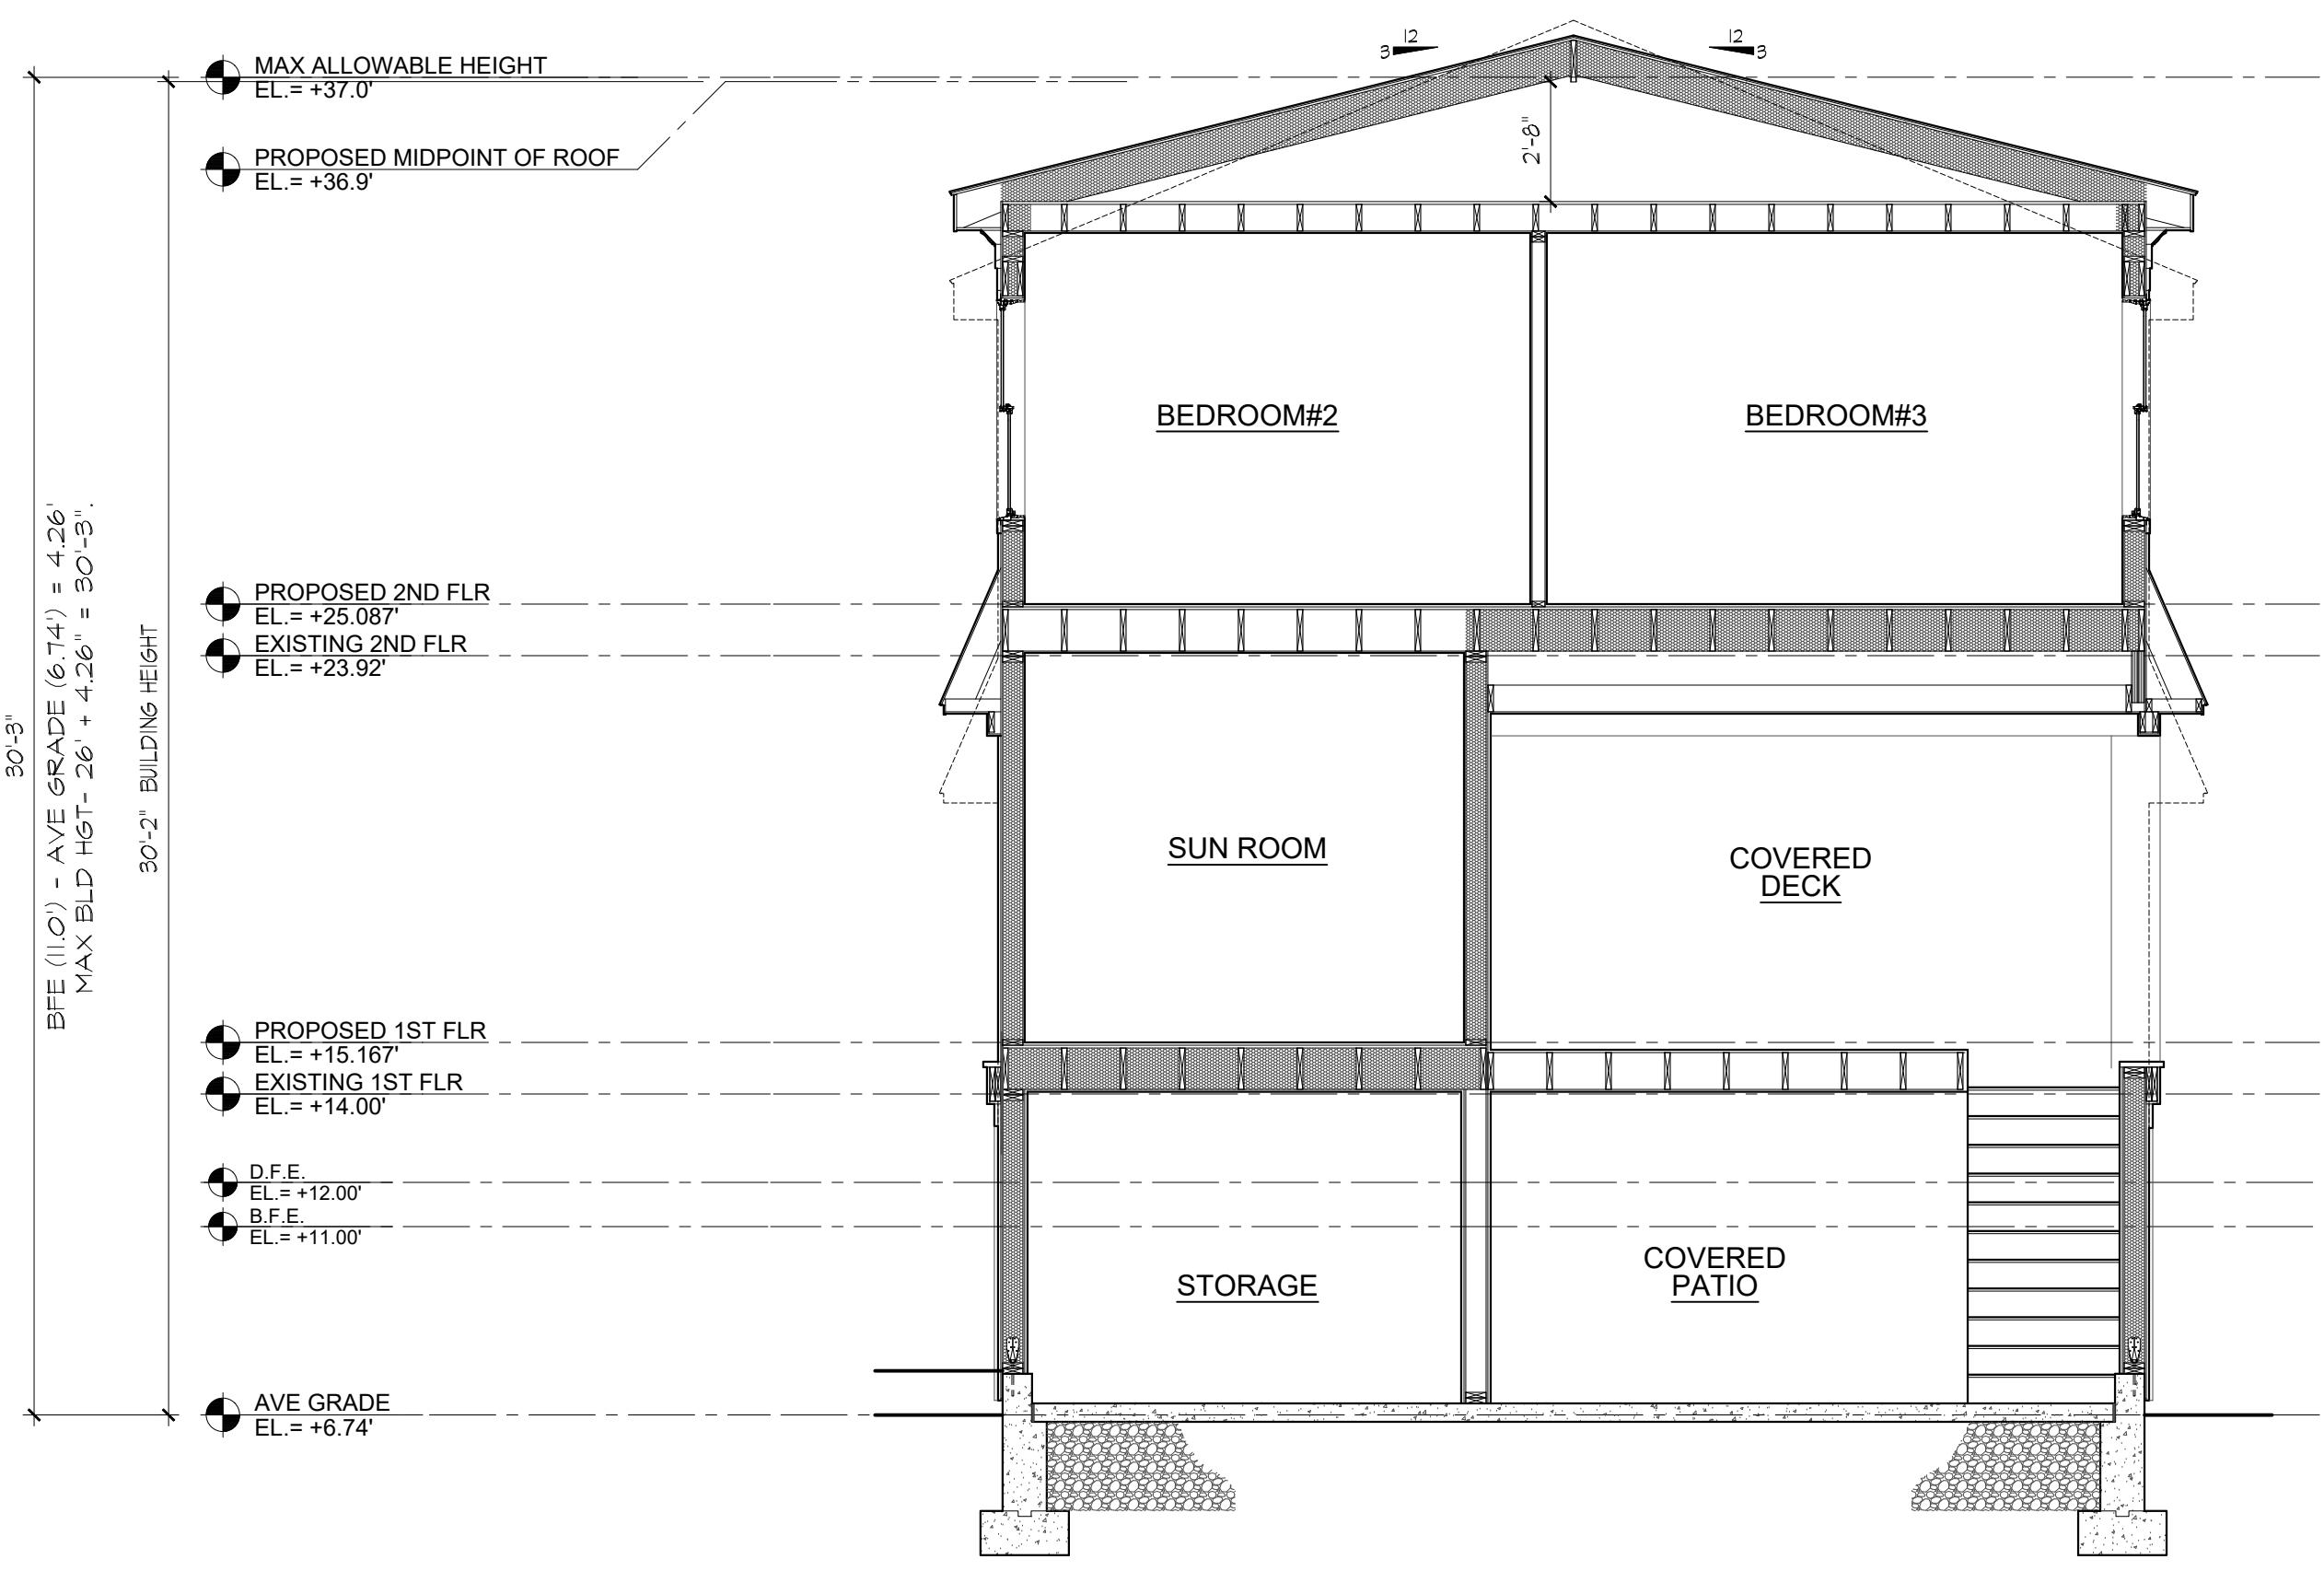 12
3
12
3
MAX ALLOWABLE HEIGHT
EL.= +37.0'
PROPOSED MIDPOINT OF ROOF
EL.= +36.9'
2'-8"
BEDROOM#2
BEDROOM#3
PROPOSED 2ND FLR
EL.= +25.087'
EXISTING 2ND FLR
EL.= +23.92'
30'-3"
BFE (11.0') - AVE GRADE (6.74') = 4.26'
MAX BLD HGT- 26' + 4.26" = 30'-3".
30'-2" BUILDING HEIGHT
SUN ROOM
COVERED
DECK
PROPOSED 1ST FLR
EL.= +15.167'
EXISTING 1ST FLR
EL.= +14.00'
D.F.E.
EL.= +12.00'
B.F.E.
EL.= +11.00'
STORAGE
COVERED
PATIO
AVE GRADE
EL.= +6.74'